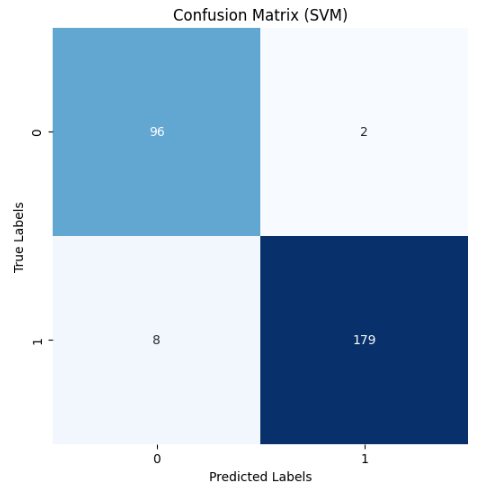 Confusion Matrix (SVM)
True Labels
0
96
2
1
8
179
0
1
Predicted Labels